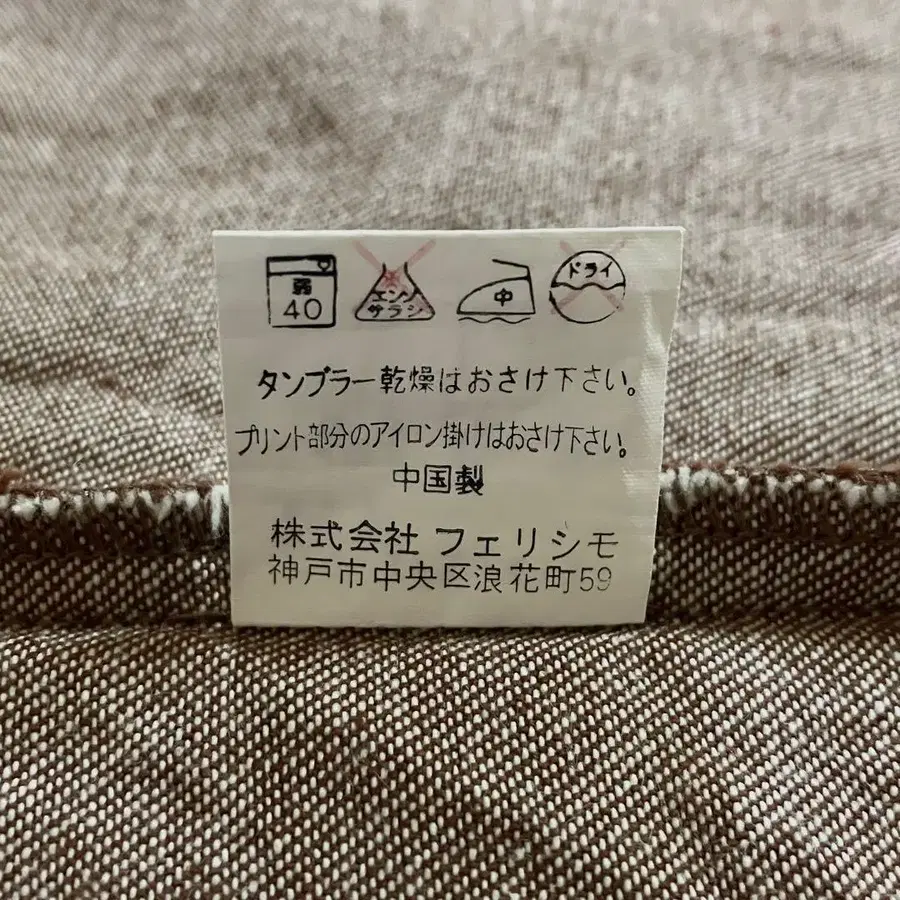 弱
40
エンソ
サラシ
中
ドライ
タンブラー乾燥はおさけ下さい。
プリント部分のアイロン掛けはおさけ下さい。
中国製
株式会社 フェリシモ
神戸市中央区浪花町59